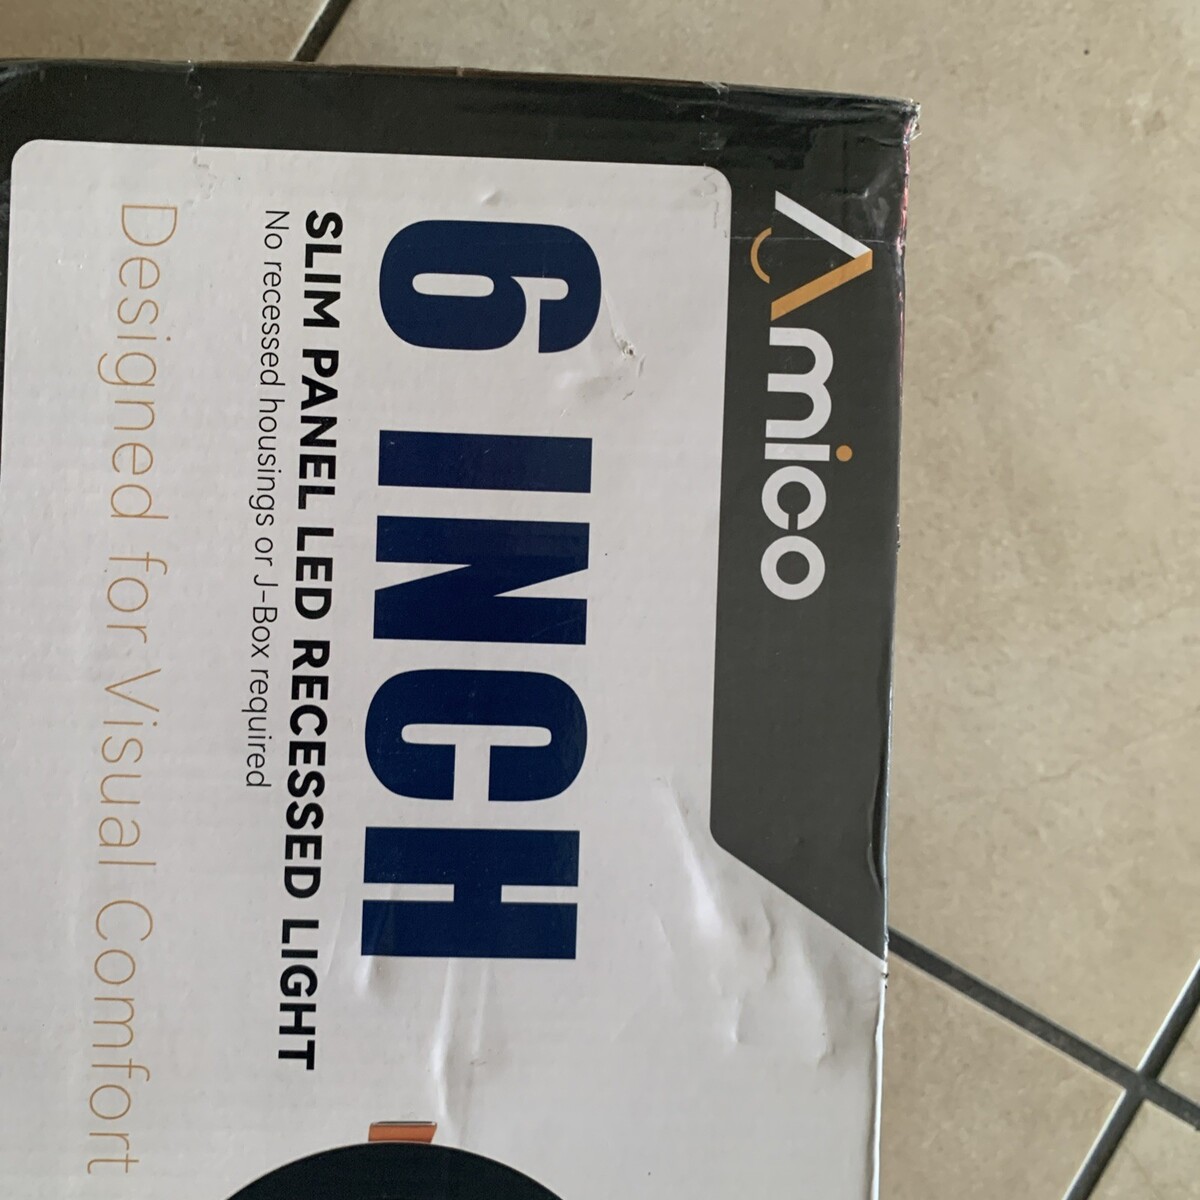 Amico
6 INCH
SLIM PANEL LED RECESSED LIGHT
No recessed housings or J-Box required
Designed for Visual Comfort